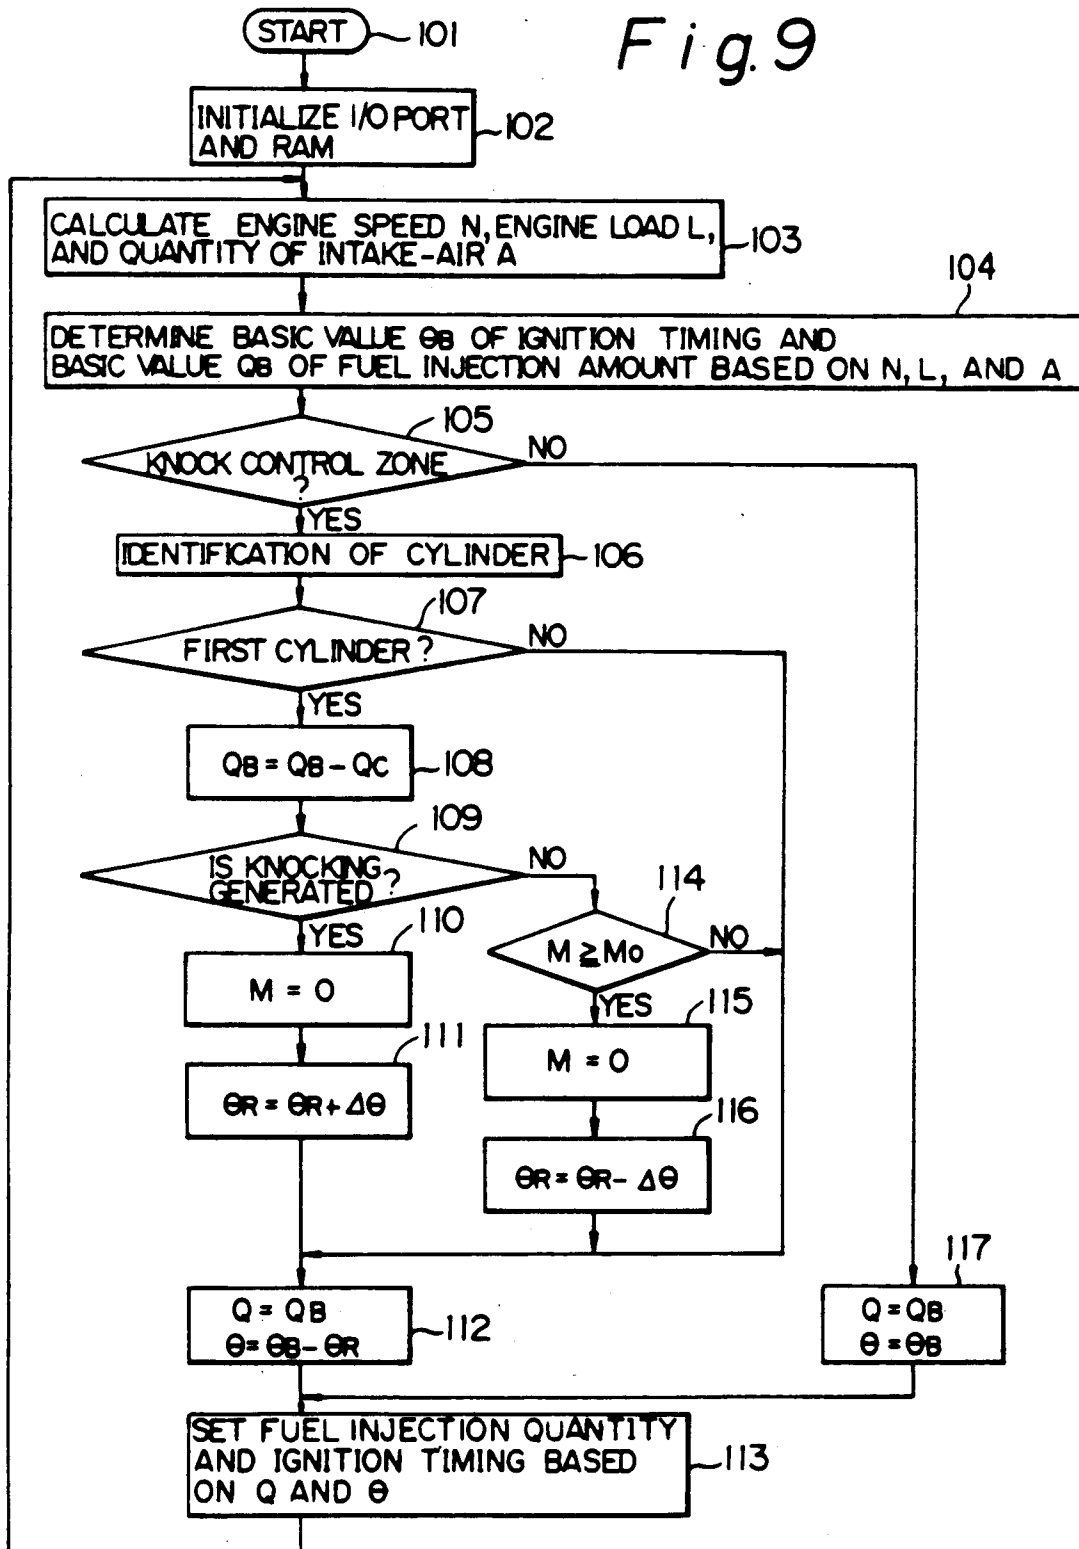 Fig. 9
START 101
INITIALIZE I/O PORT
AND RAM
102
CALCULATE ENGINE SPEED N, ENGINE LOAD L,
AND QUANTITY OF INTAKE-AIR A
103
104
DETERMINE BASIC VALUE θB OF IGNITION TIMING AND
BASIC VALUE QB OF FUEL INJECTION AMOUNT BASED ON N, L, AND A
105
KNOCK CONTROL ZONE
?
NO
YES
IDENTIFICATION OF CYLINDER 106
107
FIRST CYLINDER ?
NO
YES
QB = QB - QC 108
109
IS KNOCKING
GENERATED ?
NO
YES
110
M = 0
111
θR = θR + Δθ
114
M ≧ Mo
NO
YES
115
M = 0
116
θR = θR - Δθ
Q = QB
θ = θB - θR
112
117
Q = QB
θ = θB
SET FUEL INJECTION QUANTITY
AND IGNITION TIMING BASED
ON Q AND θ
113